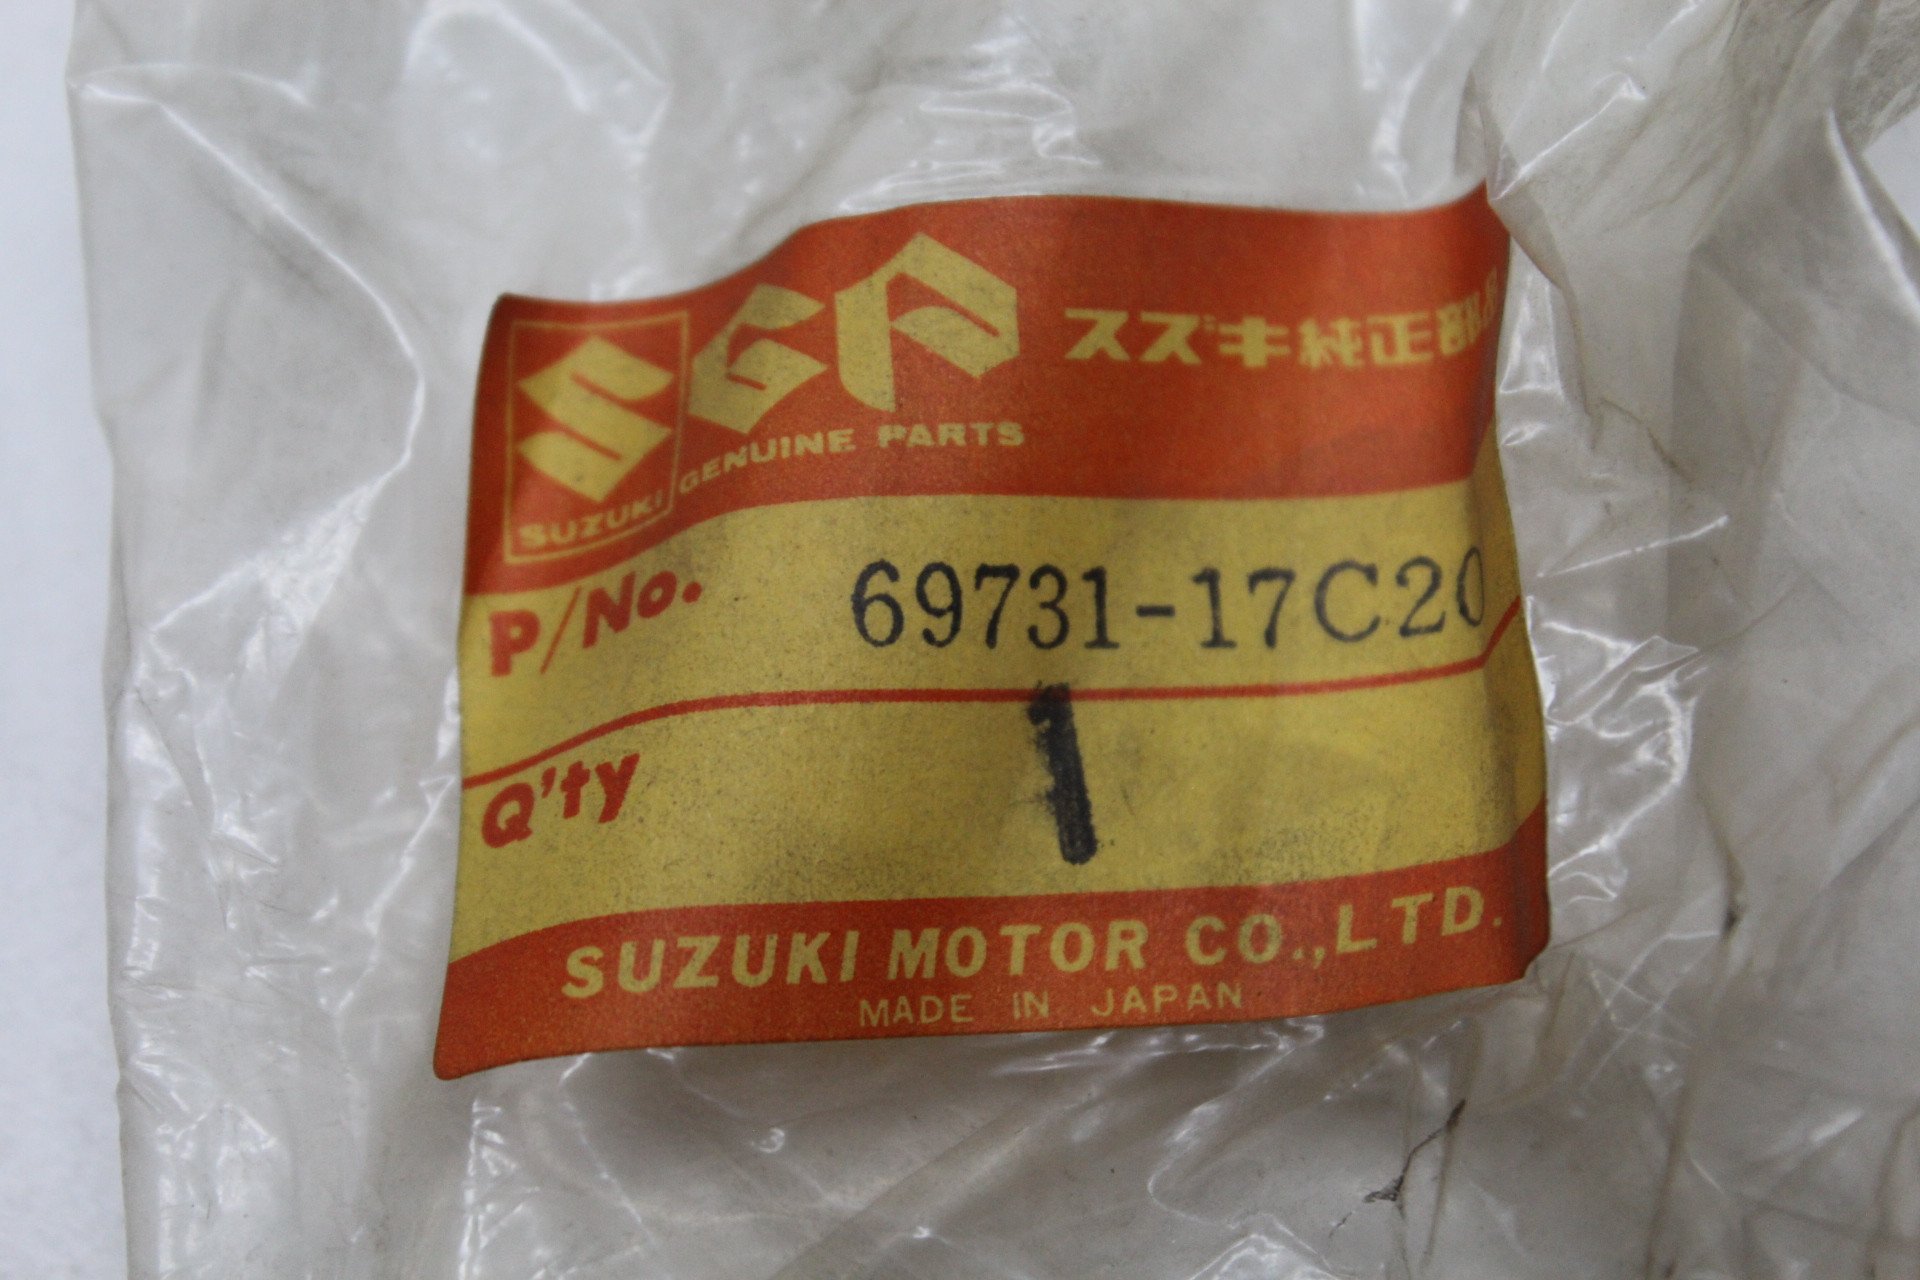 SGP スズキ純正部品
SUZUKI GENUINE PARTS
P/No. 69731-17C20
Q'ty 1
SUZUKI MOTOR CO.,LTD.
MADE IN JAPAN